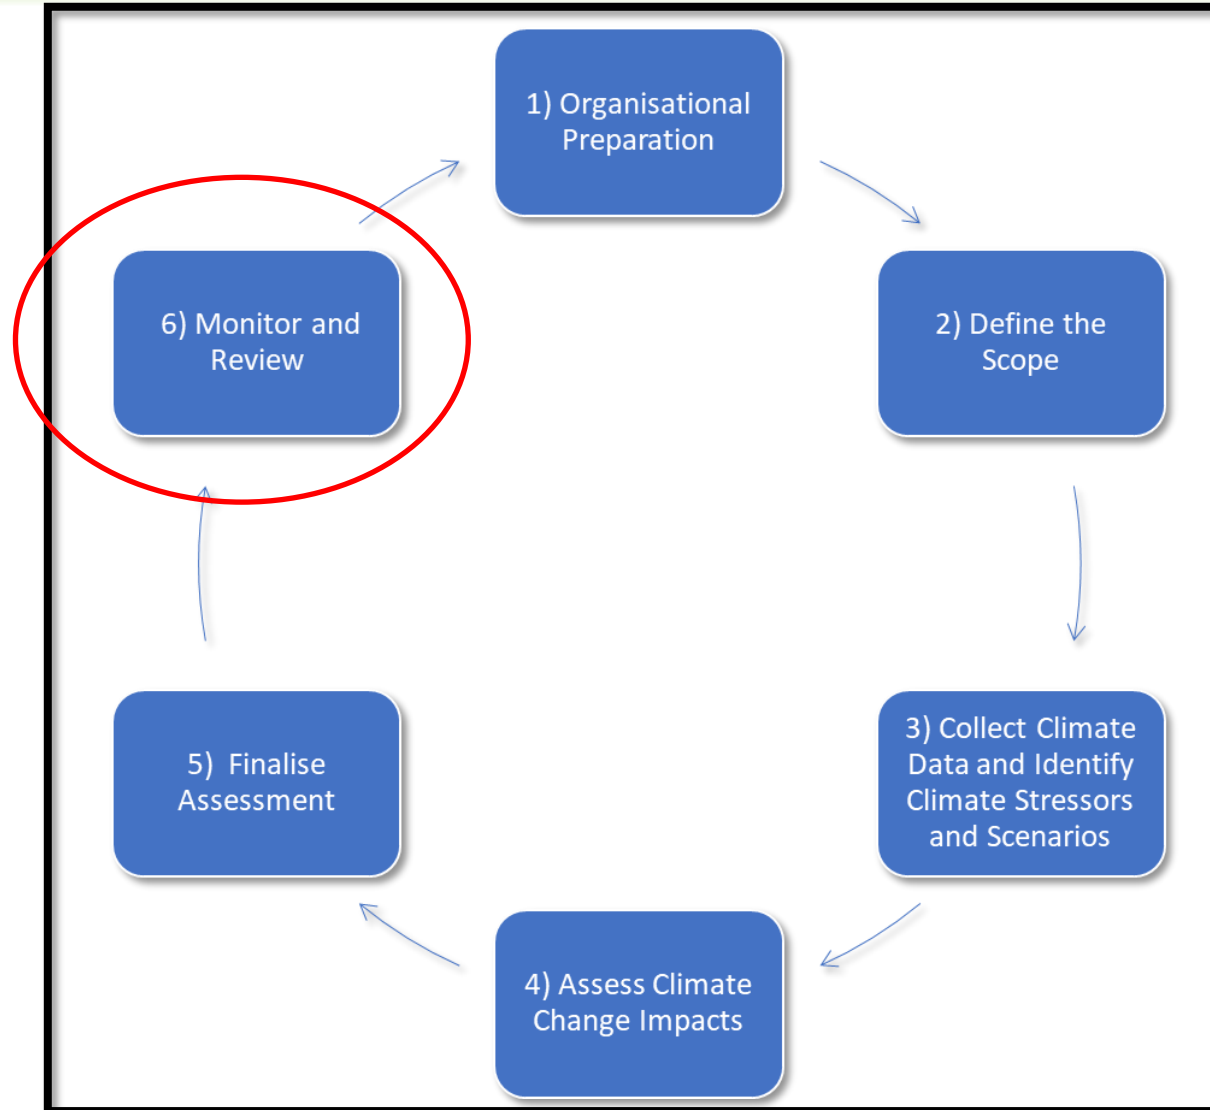 1) Organisational
Preparation
2) Define the
Scope
3) Collect Climate
Data and Identify
Climate Stressors
and Scenarios
4) Assess Climate
Change Impacts
5) Finalise
Assessment
6) Monitor and
Review